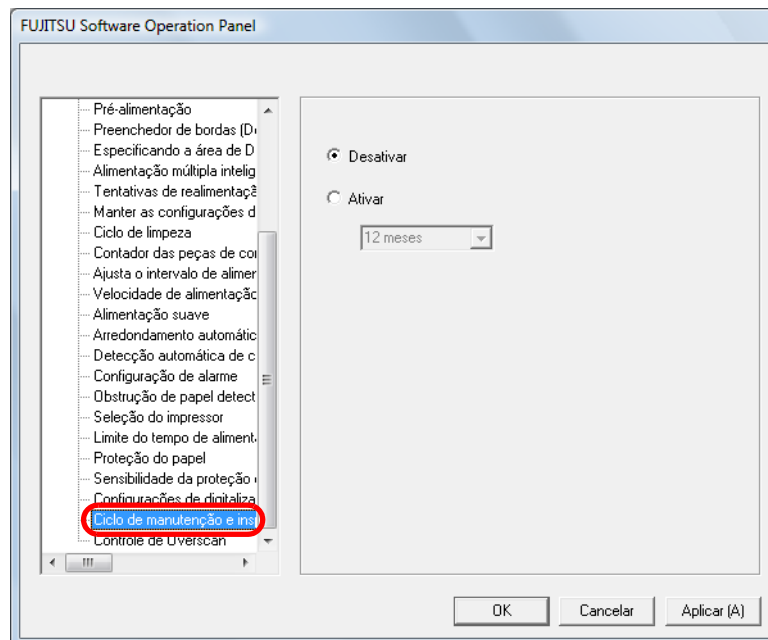 FUJITSU Software Operation Panel
Pré-alimentação
Preenchedor de bordas (D
Especificando a área de D
Alimentação múltipla intelig
Tentativas de realimentaçã
Manter as configurações d
Ciclo de limpeza
Contador das peças de co
Ajusta o intervalo de alimer
Velocidade de alimentação
Alimentação suave
Arredondamento automátic
Detecção automática de c
Configuração de alarme
Obstrução de papel detect
Seleção do impressor
Limite do tempo de aliment
Proteção do papel
Sensibilidade da proteção
Configurações de digitaliza
Ciclo de manutenção e ins
Controle de Overscan
Desativar
Ativar
12 meses
OK Cancelar Aplicar (A)